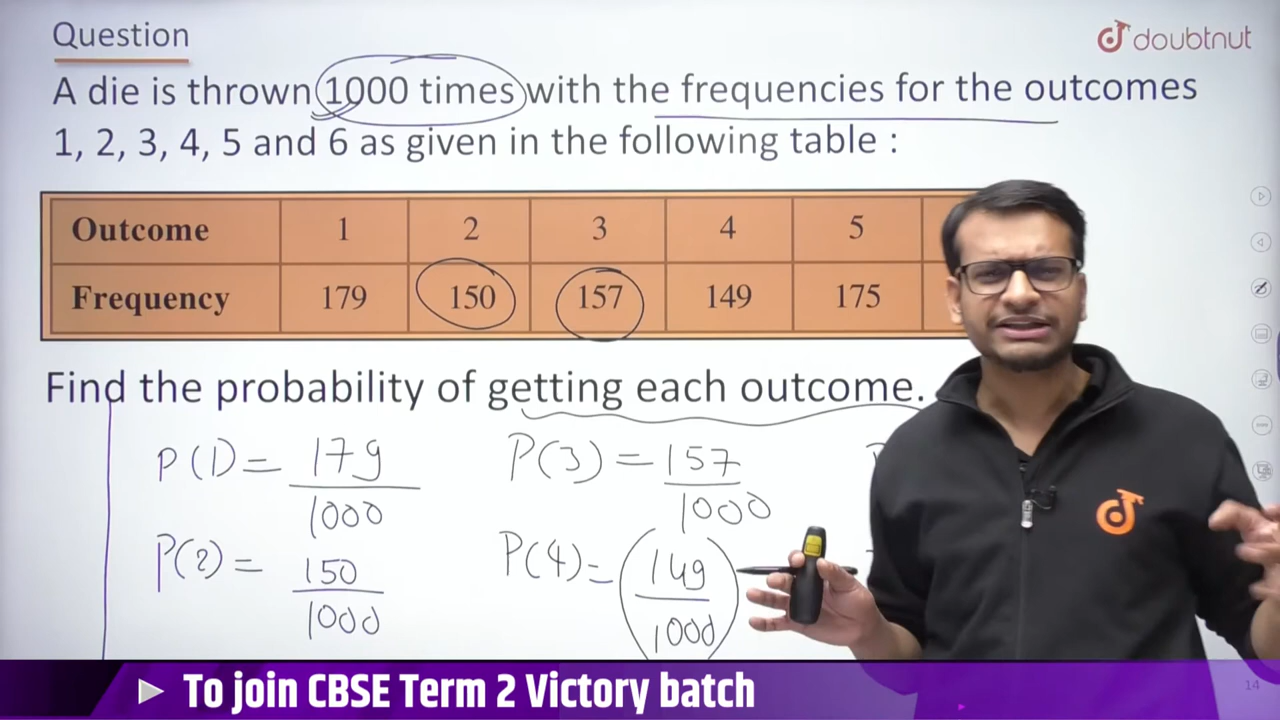 Question
doubtnut
A die is thrown 1000 times with the frequencies for the outcomes
1, 2, 3, 4, 5 and 6 as given in the following table :
Outcome 1 2 3 4 5
Frequency 179 150 157 149 175
Find the probability of getting each outcome.
P(1) = 179/1000
P(3) = 157/1000
P(2) = 150/1000
P(4) = 149/1000
To join CBSE Term 2 Victory batch
14